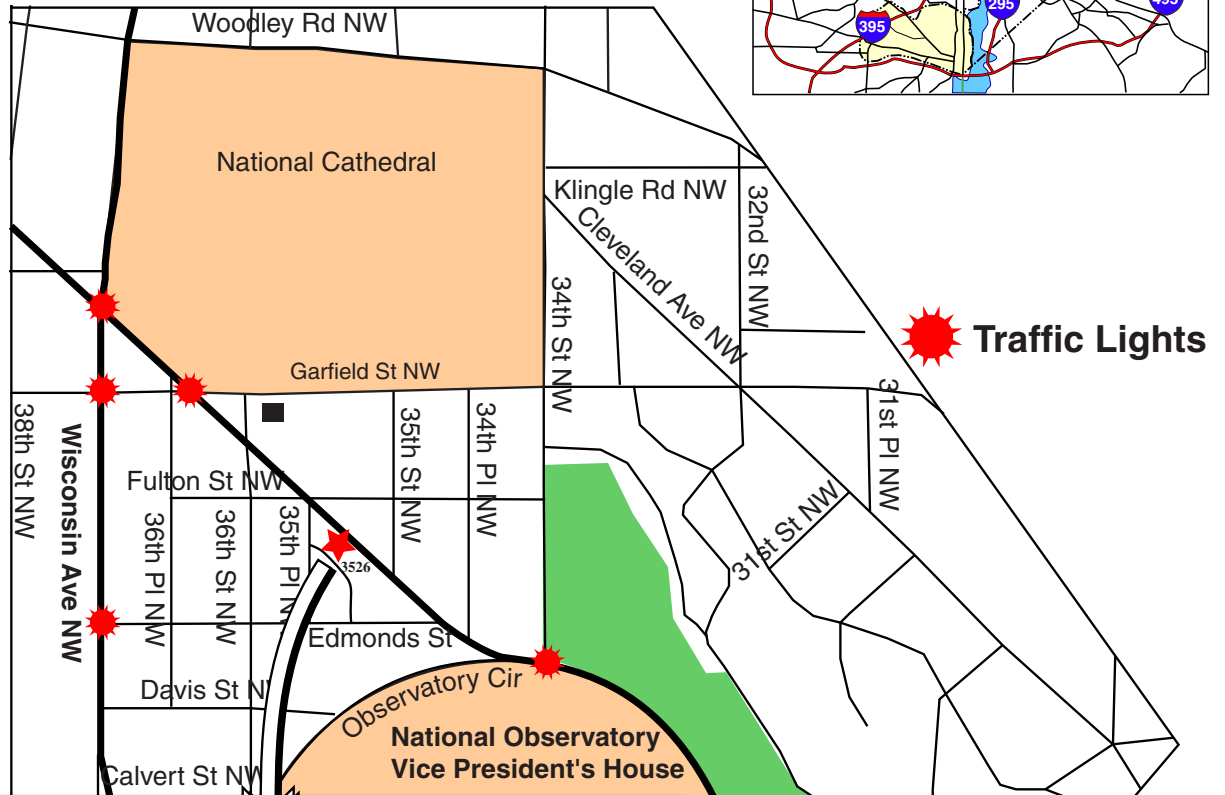 Woodley Rd NW
395
295
495
National Cathedral
Klingle Rd NW
Cleveland Ave NW
32nd St NW
34th St NW
Traffic Lights
Garfield St NW
38th St NW
Wisconsin Ave NW
Fulton St NW
35th St NW
34th Pl NW
31st Pl NW
36th Pl NW
36th St NW
35th Pl N
3526
31st St NW
Edmonds St
Davis St NW
Observatory Cir
National Observatory
Vice President's House
Calvert St NW